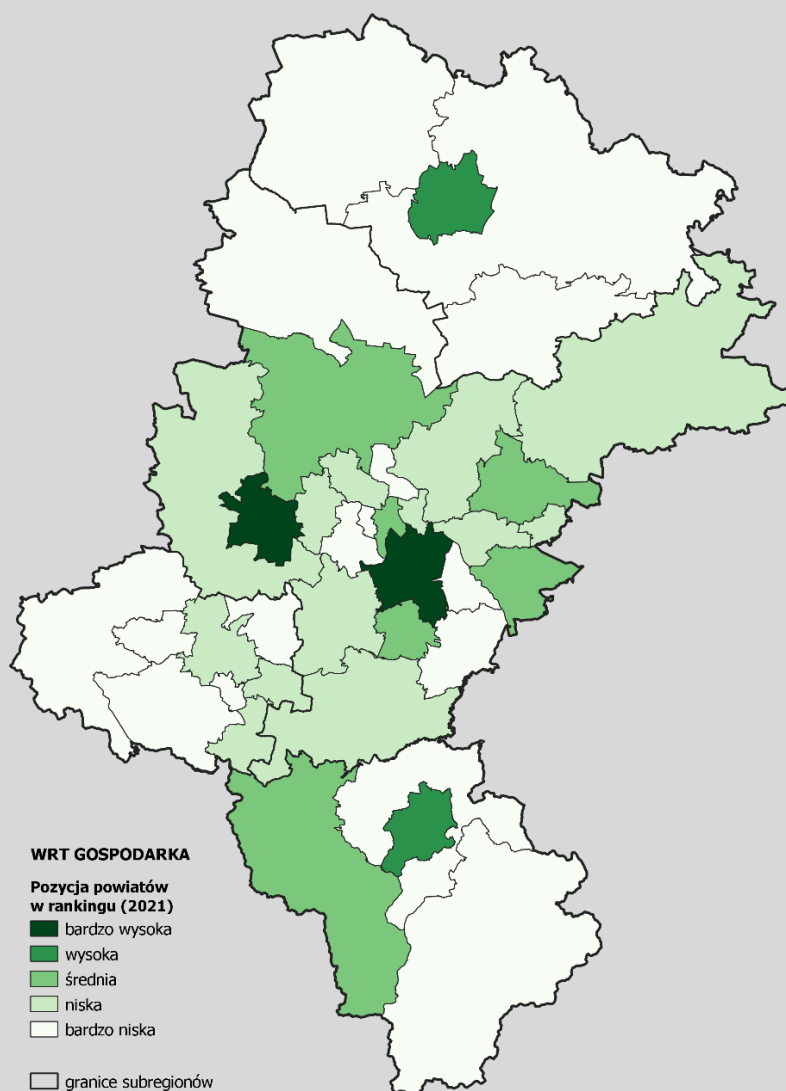 WRT GOSPODARKA
Pozycja powiatów
w rankingu (2021)
bardzo wysoka
wysoka
średnia
niska
bardzo niska
granice subregionów